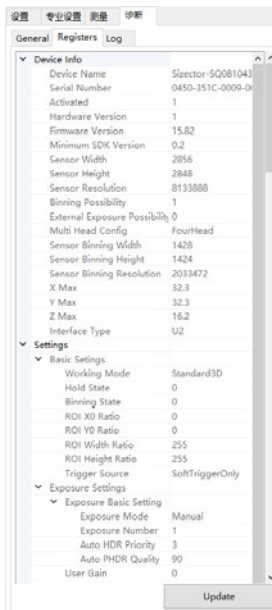 设置 专业设置 测量 诊断
General Registers Log
Device Info
Device Name Sizector-SQ081043
Serial Number 0450-351C-0009-0
Activated 1
Hardware Version 1
Firmware Version 15.82
Minimum SDK Version 0.2
Sensor Width 2856
Sensor Height 2848
Sensor Resolution 8133888
Binning Possibility 1
External Exposure Possibility 0
Multi Head Config FourHead
Sensor Binning Width 1428
Sensor Binning Height 1424
Sensor Binning Resolution 2033472
X Max 32.3
Y Max 32.3
Z Max 16.2
Interface Type U2
Settings
Basic Setings
Working Mode Standard3D
Hold State 0
Binning State 0
ROI X0 Ratio 0
ROI Y0 Ratio 0
ROI Width Ratio 255
ROI Height Ratio 255
Trigger Source SoftTriggerOnly
Exposure Settings
Exposure Basic Setting
Exposure Mode Manual
Exposure Number 1
Auto HDR Priority 3
Auto PHDR Quality 90
User Gain 0
Update